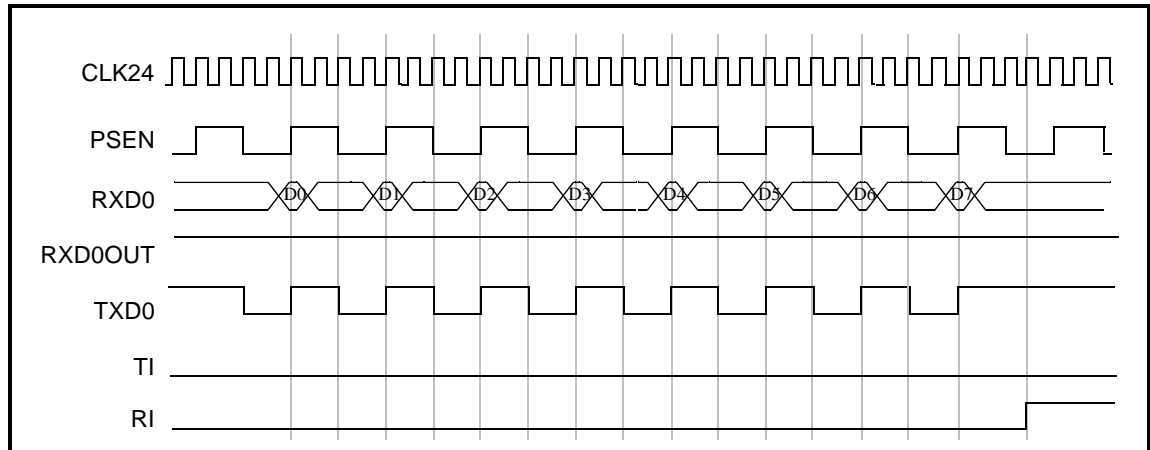 CLK24
PSEN
RXD0
D0 D1 D2 D3 D4 D5 D6 D7
RXD0OUT
TXD0
TI
RI